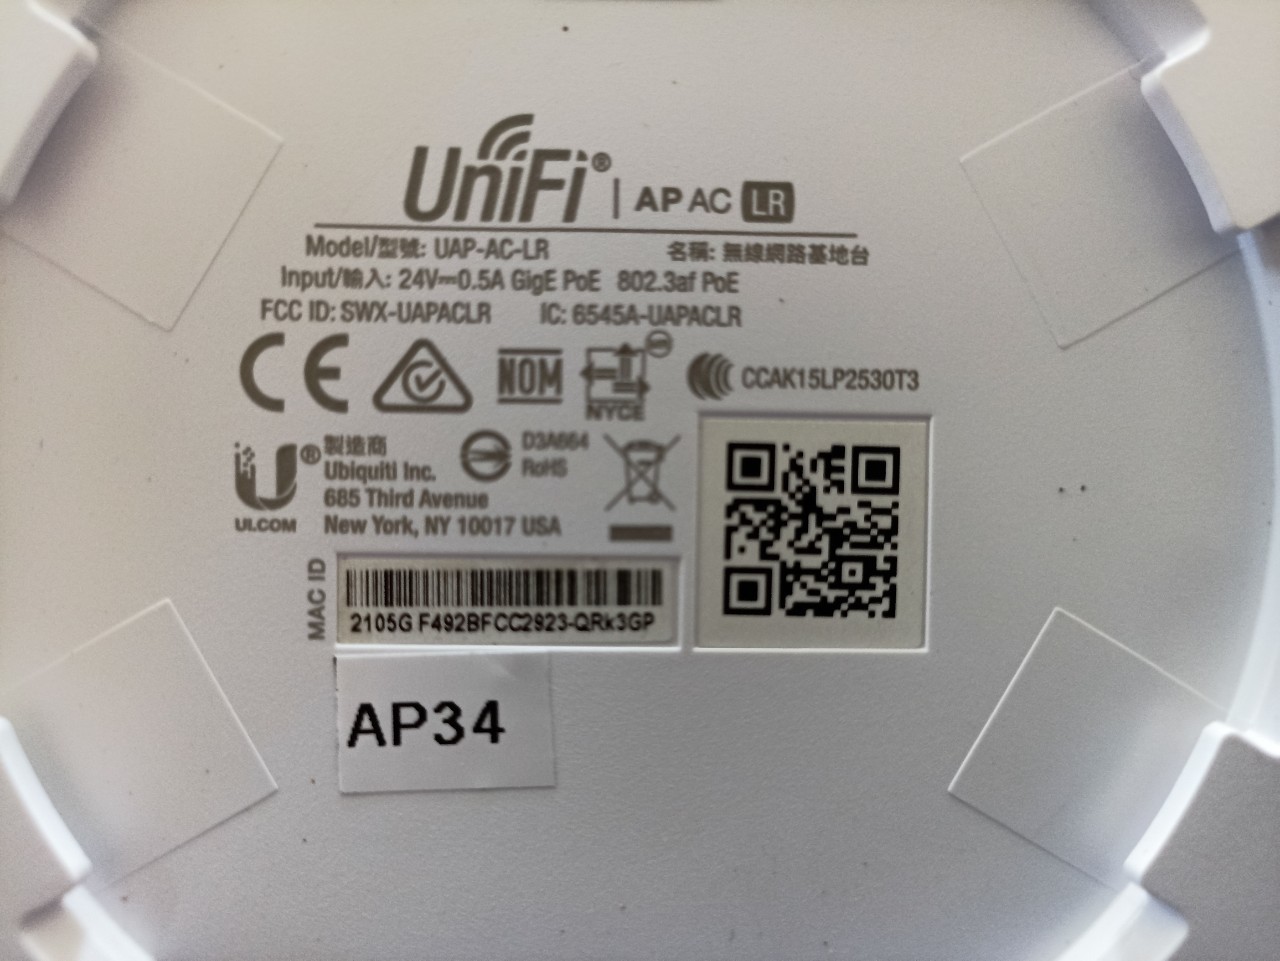 UniFi® | AP AC LR
Model/型號: UAP-AC-LR 名稱: 無線網路基地台
Input/輸入: 24V⎓0.5A GigE PoE 802.3af PoE
FCC ID: SWX-UAPACLR IC: 6545A-UAPACLR
CE NOM NYCE CCAK15LP2530T3
U® UI.COM
製造商
Ubiquiti Inc.
685 Third Avenue
New York, NY 10017 USA
D3A664
RoHS
MAC ID
2105G F492BFCC2923-QRk3GP
AP34